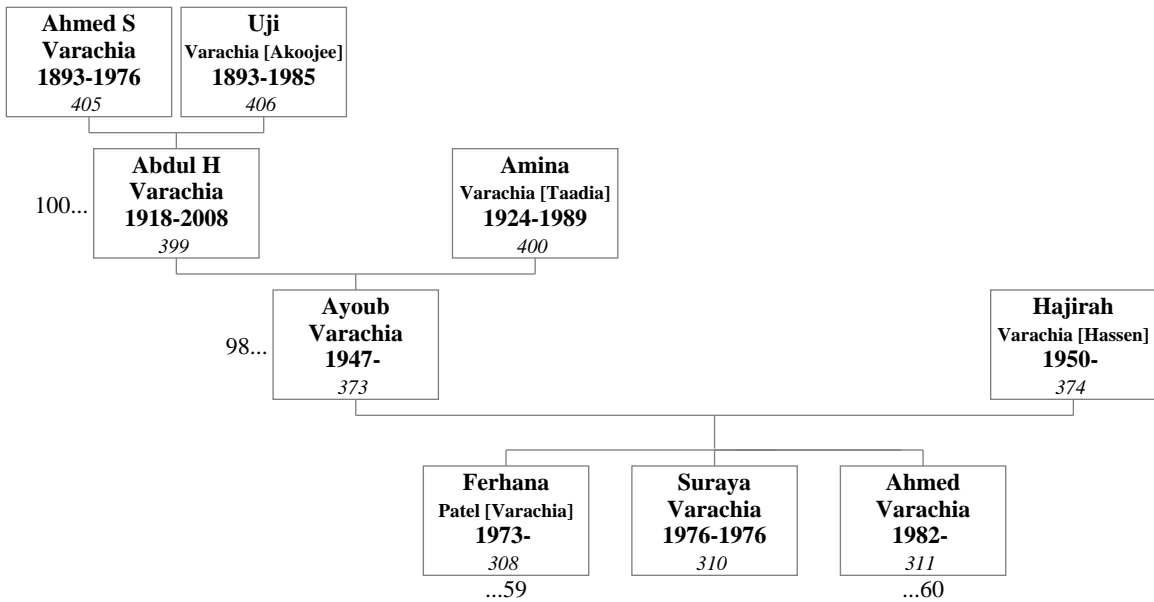 Ahmed S
Varachia
1893-1976
405
Uji
Varachia [Akoojee]
1893-1985
406
100...
Abdul H
Varachia
1918-2008
399
Amina
Varachia [Taadia]
1924-1989
400
98...
Ayoub
Varachia
1947-
373
Hajirah
Varachia [Hassen]
1950-
374
Ferhana
Patel [Varachia]
1973-
308
...59
Suraya
Varachia
1976-1976
310
Ahmed
Varachia
1982-
311
...60